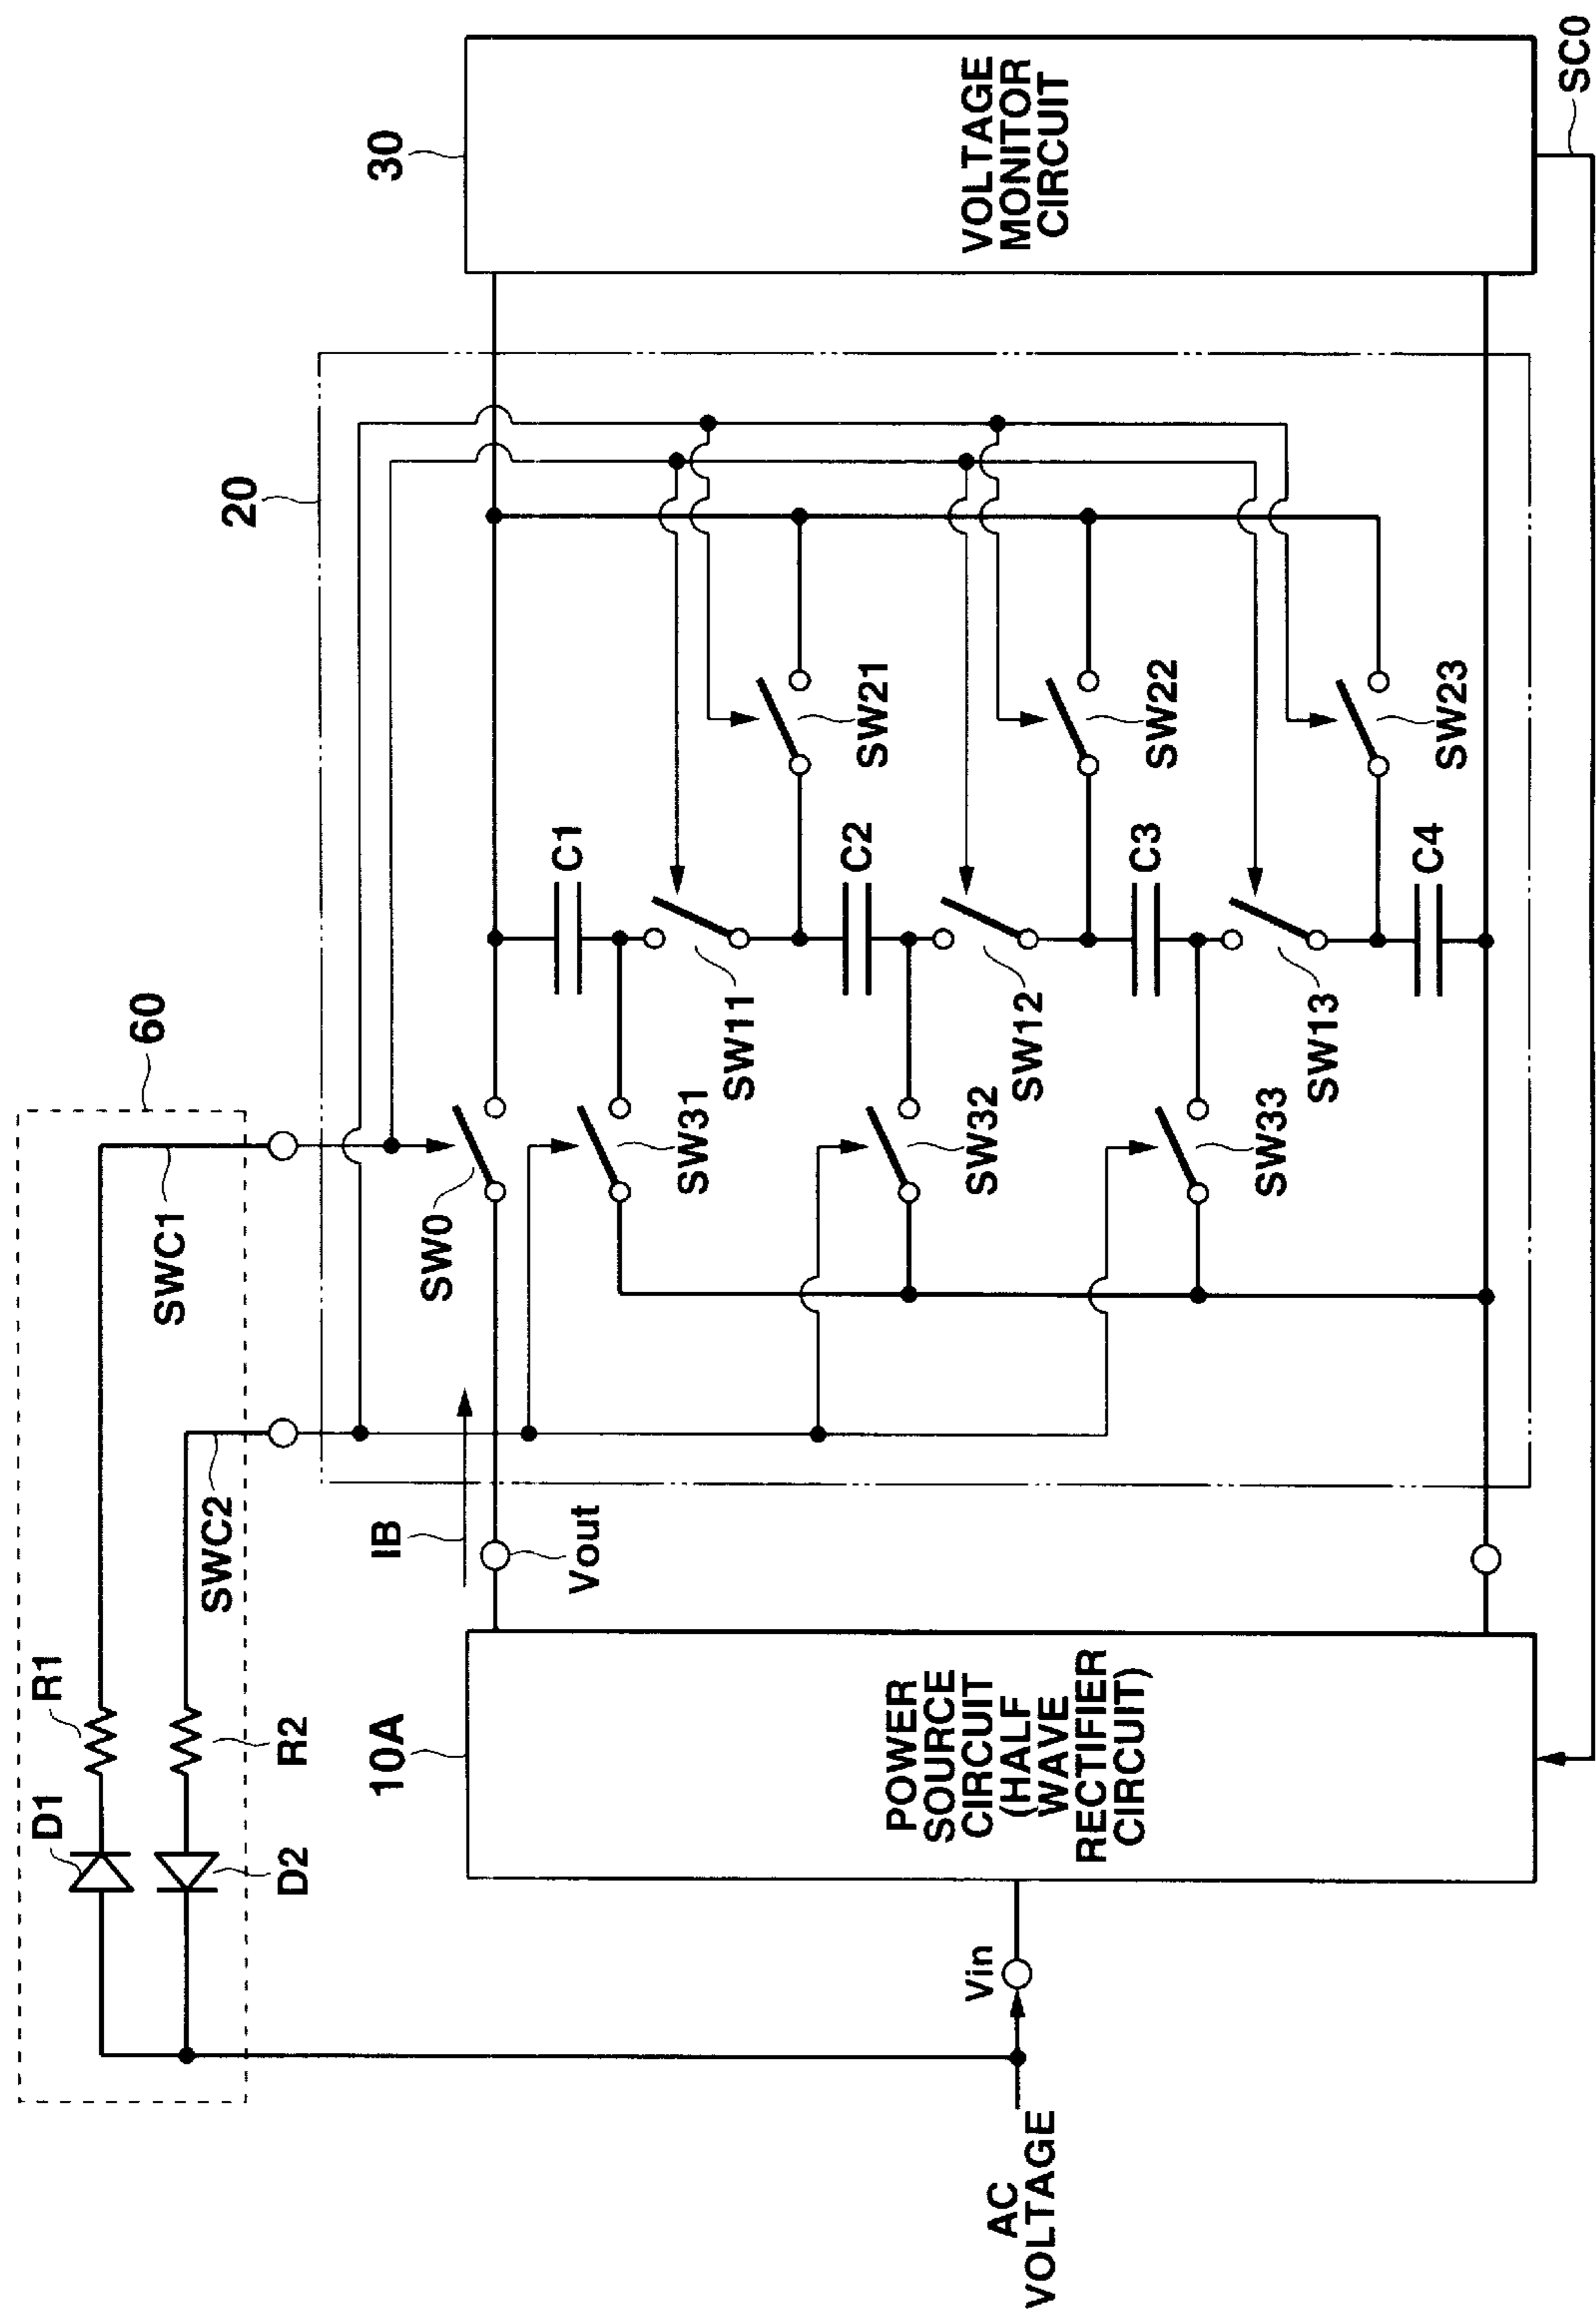 60
SWC1
SWC2
R1
R2
D1
D2
20
30
10A
IB
Vout
SW0
SW31
SW32
SW33
SW11
SW12
SW13
C1
C2
C3
C4
SW21
SW22
SW23
VOLTAGE
MONITOR
CIRCUIT
SC0
POWER
SOURCE
CIRCUIT
(HALF
WAVE
RECTIFIER
CIRCUIT)
Vin
AC
VOLTAGE